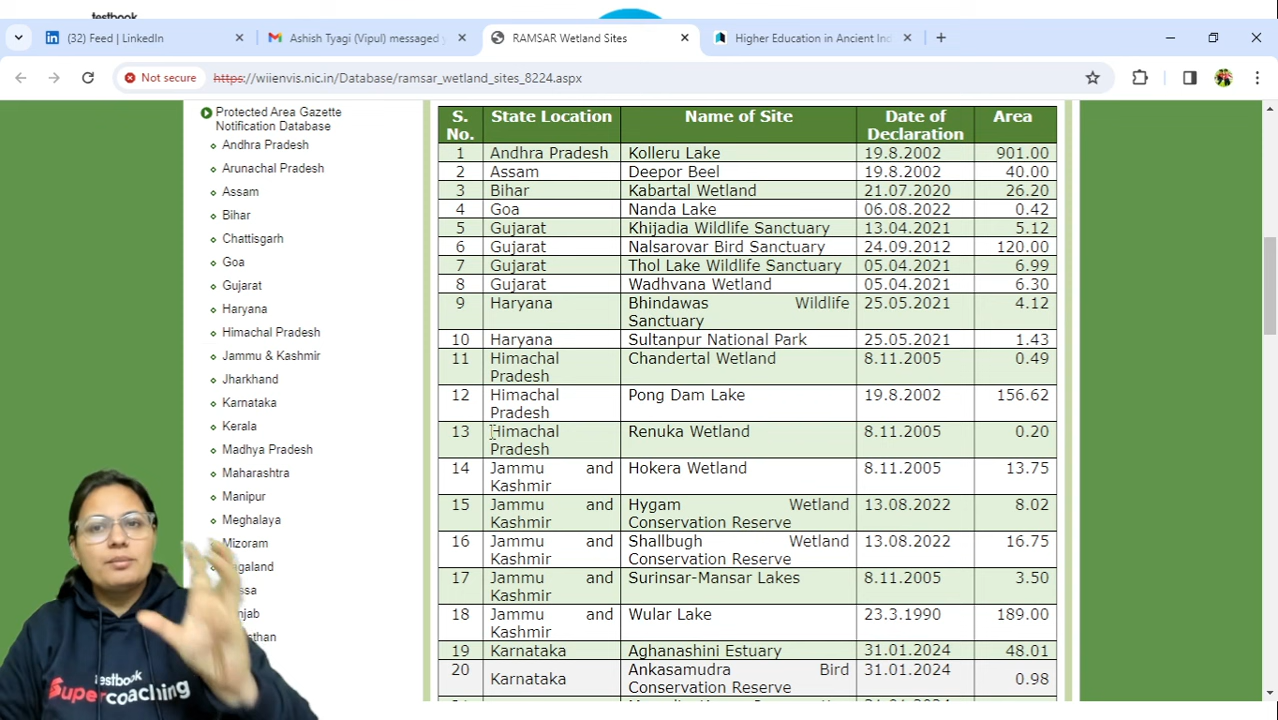 testbook
(32) Feed | LinkedIn
Ashish Tyagi (Vipul) messaged
RAMSAR Wetland Sites
Higher Education in Ancient Ind
Not secure
https://wiienvis.nic.in/Database/ramsar_wetland_sites_8224.aspx
Protected Area Gazette
Notification Database
Andhra Pradesh
Arunachal Pradesh
Assam
Bihar
Chattisgarh
Goa
Gujarat
Haryana
Himachal Pradesh
Jammu & Kashmir
Jharkhand
Karnataka
Kerala
Madhya Pradesh
Maharashtra
Manipur
Meghalaya
Mizoram
S. No. State Location Name of Site Date of Declaration Area
1 Andhra Pradesh Kolleru Lake 19.8.2002 901.00
2 Assam Deepor Beel 19.8.2002 40.00
3 Bihar Kabartal Wetland 21.07.2020 26.20
4 Goa Nanda Lake 06.08.2022 0.42
5 Gujarat Khijadia Wildlife Sanctuary 13.04.2021 5.12
6 Gujarat Nalsarovar Bird Sanctuary 24.09.2012 120.00
7 Gujarat Thol Lake Wildlife Sanctuary 05.04.2021 6.99
8 Gujarat Wadhvana Wetland 05.04.2021 6.30
9 Haryana Bhindawas Wildlife Sanctuary 25.05.2021 4.12
10 Haryana Sultanpur National Park 25.05.2021 1.43
11 Himachal Pradesh Chandertal Wetland 8.11.2005 0.49
12 Himachal Pradesh Pong Dam Lake 19.8.2002 156.62
13 Himachal Pradesh Renuka Wetland 8.11.2005 0.20
14 Jammu and Kashmir Hokera Wetland 8.11.2005 13.75
15 Jammu and Kashmir Hygam Wetland Conservation Reserve 13.08.2022 8.02
16 Jammu and Kashmir Shallbugh Wetland Conservation Reserve 13.08.2022 16.75
17 Jammu and Kashmir Surinsar-Mansar Lakes 8.11.2005 3.50
18 Jammu and Kashmir Wular Lake 23.3.1990 189.00
19 Karnataka Aghanashini Estuary 31.01.2024 48.01
20 Karnataka Ankasamudra Bird Conservation Reserve 31.01.2024 0.98
testbook
Supercoaching